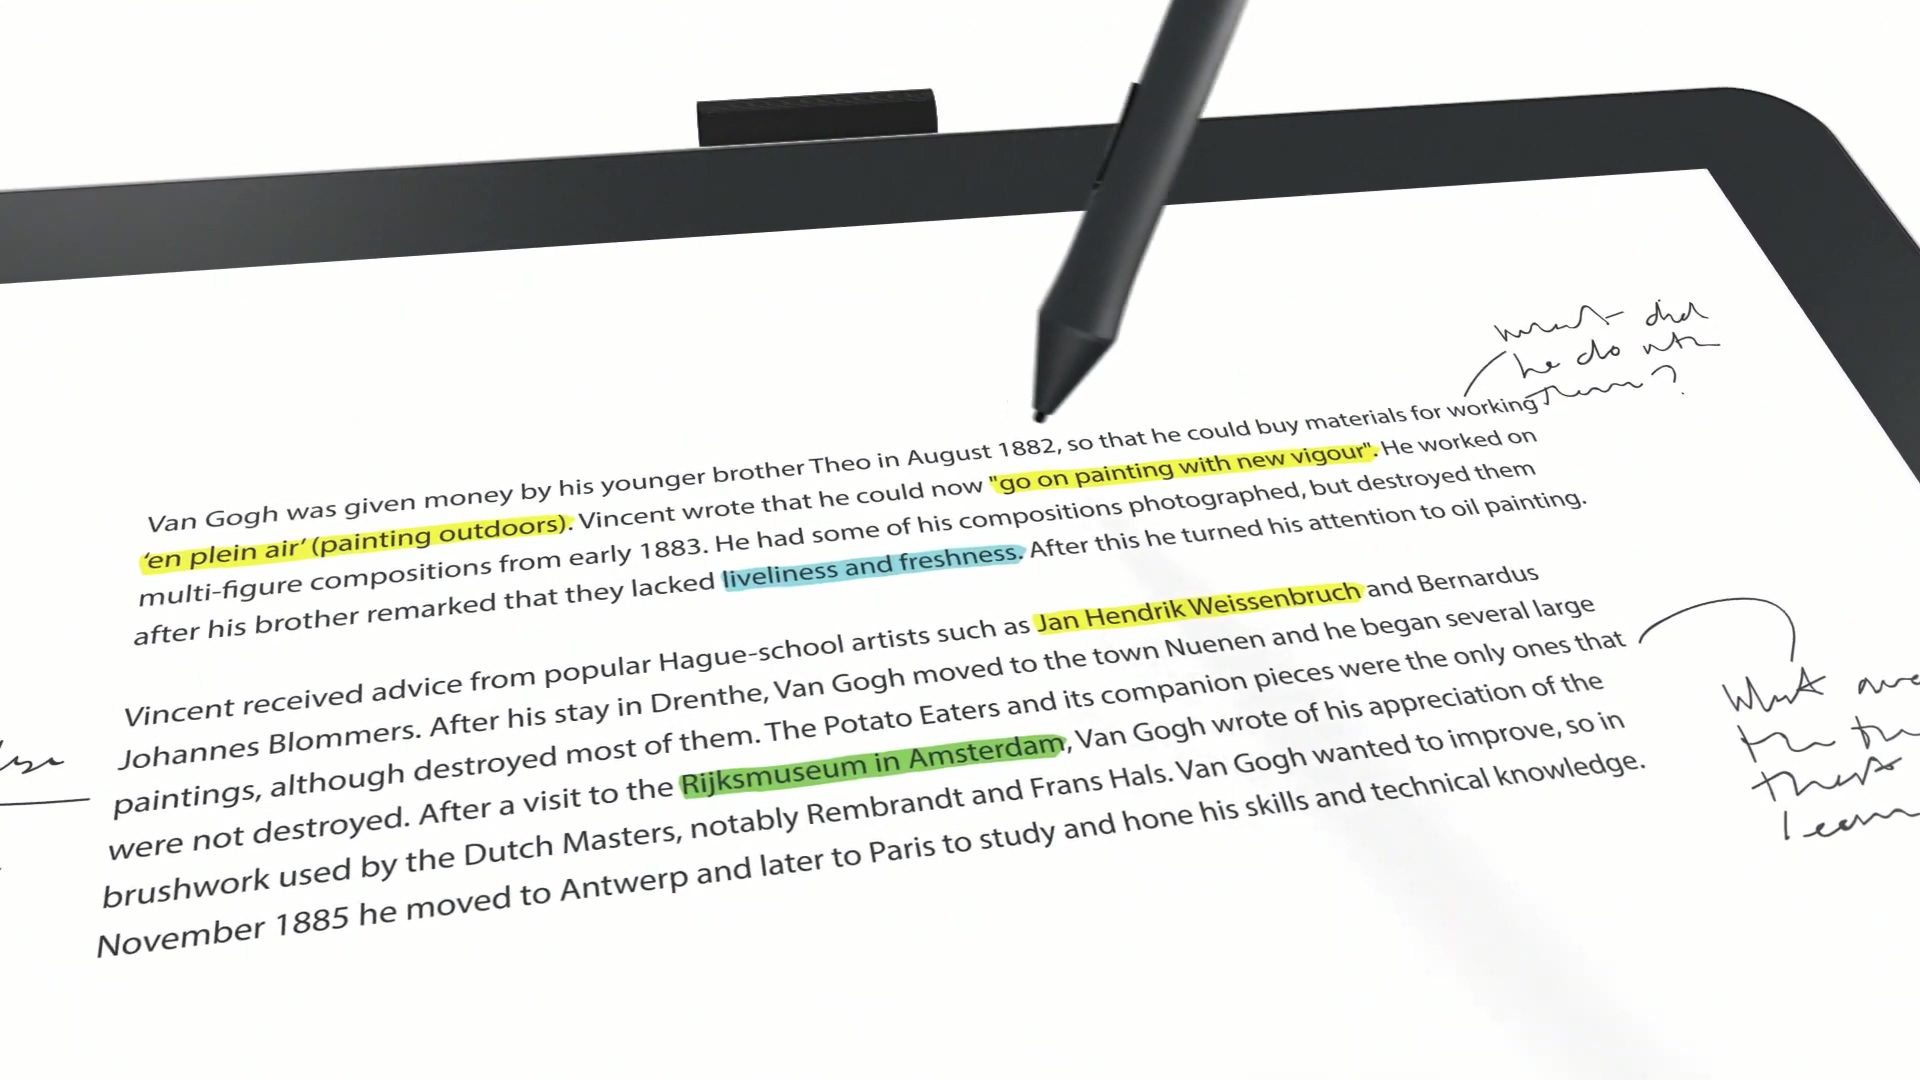 what did
he do with
them?
Van Gogh was given money by his younger brother Theo in August 1882, so that he could buy materials for working
'en plein air' (painting outdoors). Vincent wrote that he could now "go on painting with new vigour". He worked on
multi-figure compositions from early 1883. He had some of his compositions photographed, but destroyed them
after his brother remarked that they lacked liveliness and freshness. After this he turned his attention to oil painting.
Vincent received advice from popular Hague-school artists such as Jan Hendrik Weissenbruch and Bernardus
Johannes Blommers. After his stay in Drenthe, Van Gogh moved to the town Nuenen and he began several large
paintings, although destroyed most of them. The Potato Eaters and its companion pieces were the only ones that
were not destroyed. After a visit to the Rijksmuseum in Amsterdam, Van Gogh wrote of his appreciation of the
brushwork used by the Dutch Masters, notably Rembrandt and Frans Hals. Van Gogh wanted to improve, so in
November 1885 he moved to Antwerp and later to Paris to study and hone his skills and technical knowledge.
What are
the
learn